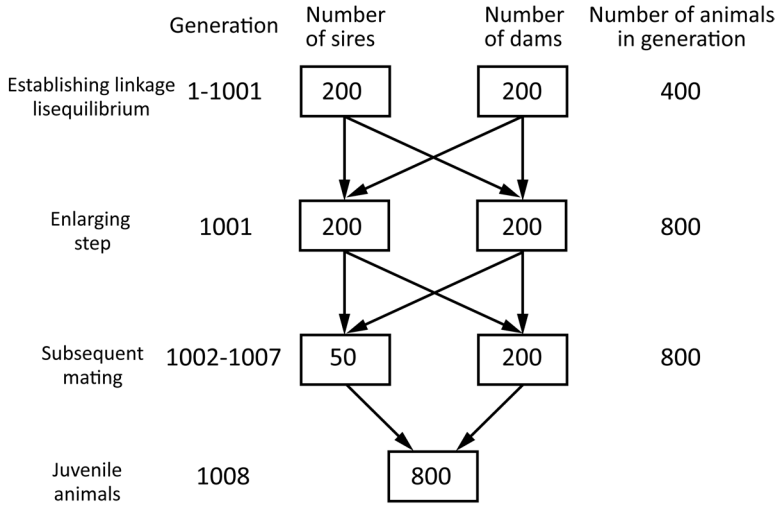 Generation
Number
of sires
Number
of dams
Number of animals
in generation
Establishing linkage
lisequilibrium
1-1001
200
200
400
Enlarging
step
1001
200
200
800
Subsequent
mating
1002-1007
50
200
800
Juvenile
animals
1008
800